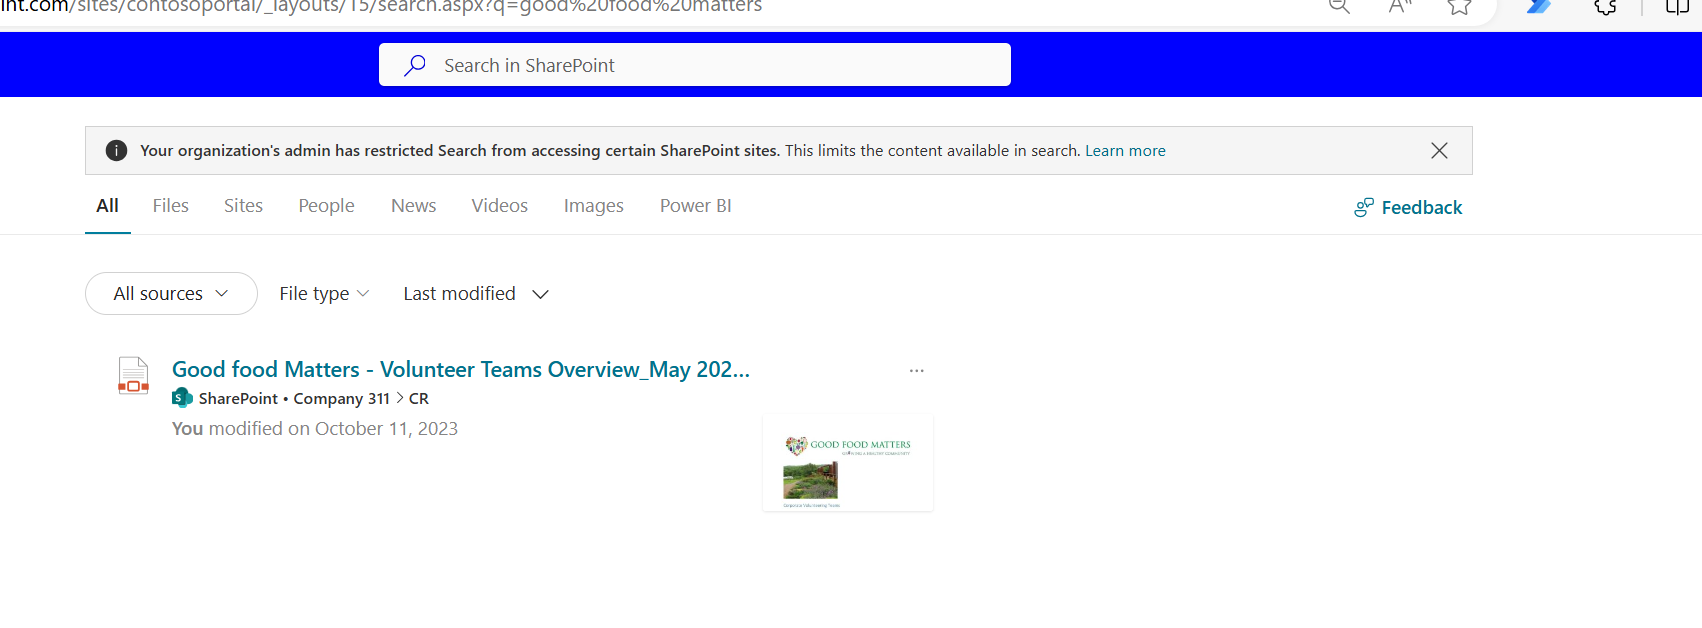 int.com/sites/contosoportal/_layouts/15/search.aspx?q=good%20food%20matters
Search in SharePoint
Your organization's admin has restricted Search from accessing certain SharePoint sites. This limits the content available in search. Learn more
All Files Sites People News Videos Images Power BI
Feedback
All sources File type Last modified
Good food Matters - Volunteer Teams Overview_May 202...
SharePoint • Company 311 > CR
You modified on October 11, 2023
GOOD FOOD MATTERS